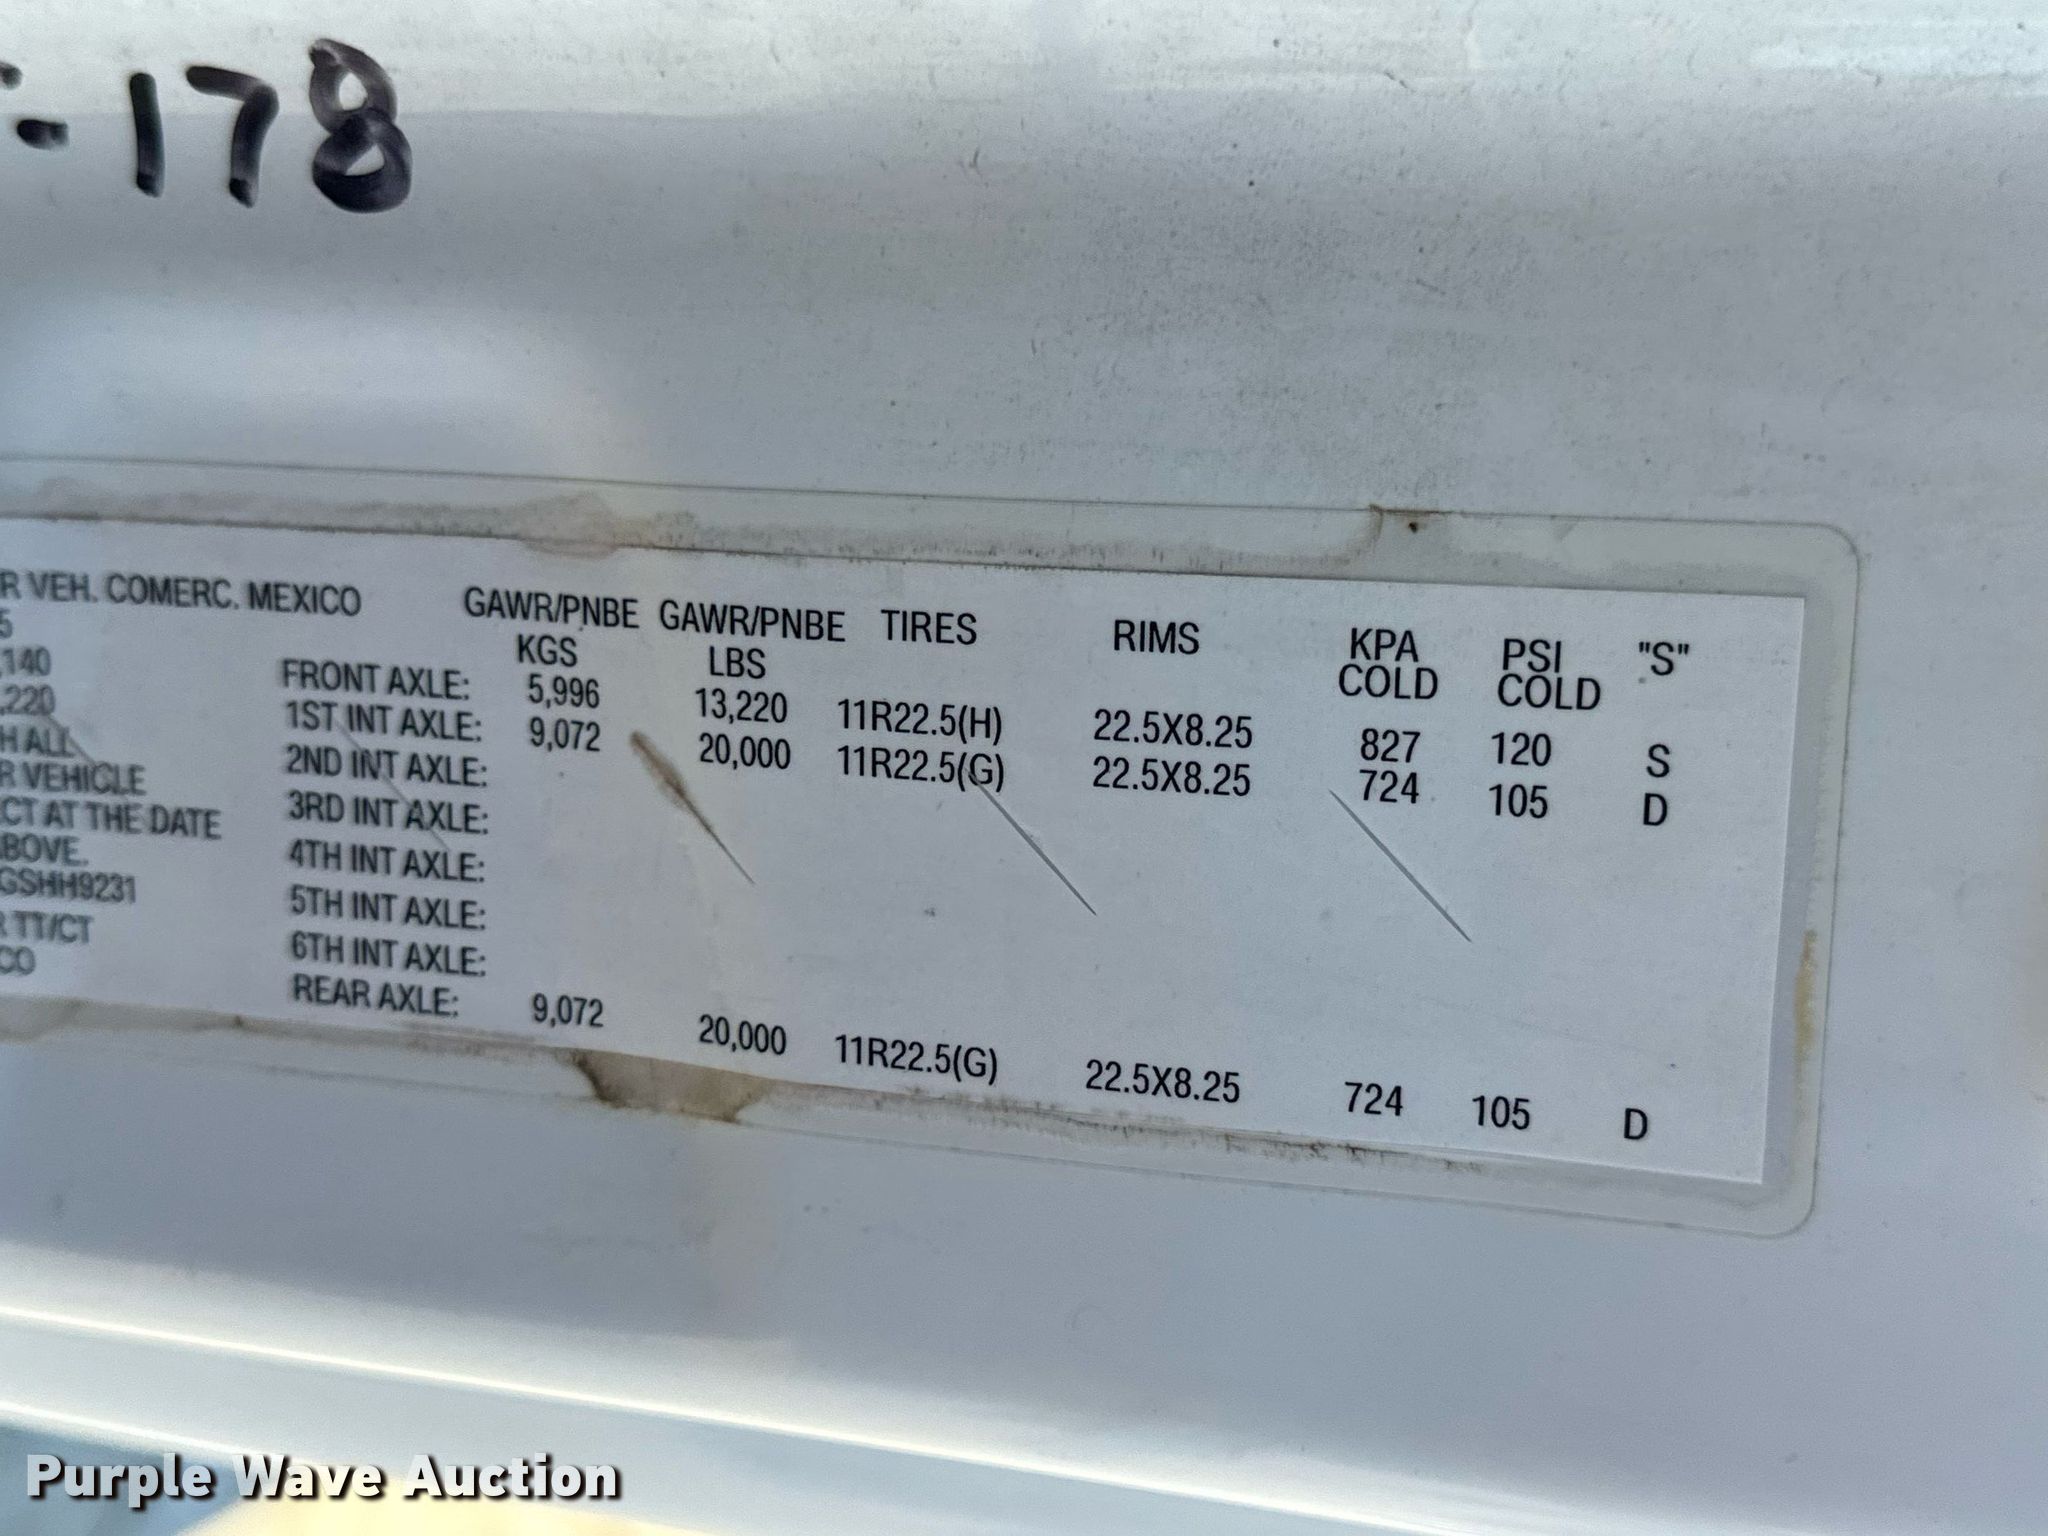 -178
R VEH. COMERC. MEXICO
5
,140
,220
H ALL
R VEHICLE
ECT AT THE DATE
ABOVE.
GSHH9231
R TT/CT
CO
GAWR/PNBE GAWR/PNBE TIRES RIMS KPA PSI "S"
KGS LBS COLD COLD
FRONT AXLE: 5,996 13,220 11R22.5(H) 22.5X8.25 827 120 S
1ST INT AXLE: 9,072 20,000 11R22.5(G) 22.5X8.25 724 105 D
2ND INT AXLE:
3RD INT AXLE:
4TH INT AXLE:
5TH INT AXLE:
6TH INT AXLE:
REAR AXLE: 9,072 20,000 11R22.5(G) 22.5X8.25 724 105 D
Purple Wave Auction